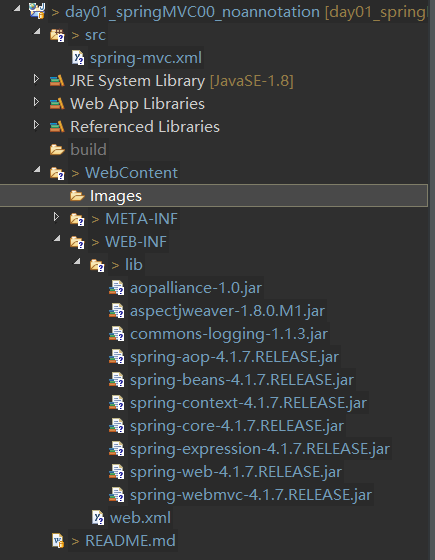 > day01_springMVC00_noannotation [day01_spring
> src
spring-mvc.xml
JRE System Library [JavaSE-1.8]
Web App Libraries
Referenced Libraries
build
> WebContent
Images
> META-INF
> WEB-INF
> lib
aopalliance-1.0.jar
aspectjweaver-1.8.0.M1.jar
commons-logging-1.1.3.jar
spring-aop-4.1.7.RELEASE.jar
spring-beans-4.1.7.RELEASE.jar
spring-context-4.1.7.RELEASE.jar
spring-core-4.1.7.RELEASE.jar
spring-expression-4.1.7.RELEASE.jar
spring-web-4.1.7.RELEASE.jar
spring-webmvc-4.1.7.RELEASE.jar
web.xml
> README.md